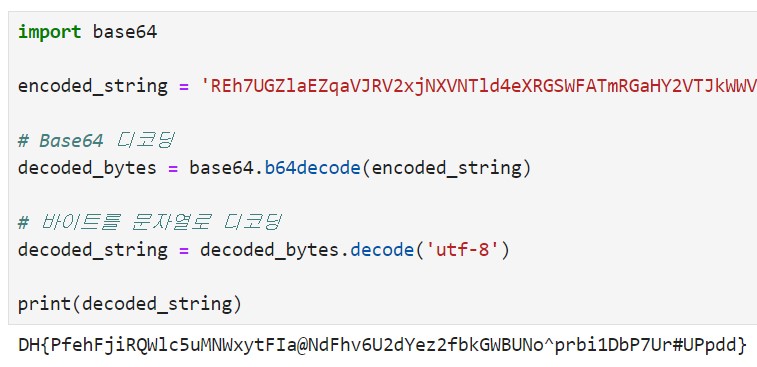 import base64
encoded_string = 'REh7UGZlaEZqaVJRV2xjNXVNTld4eXRGSWFATmRGaHY2VTJkWWV
# Base64 디코딩
decoded_bytes = base64.b64decode(encoded_string)
# 바이트를 문자열로 디코딩
decoded_string = decoded_bytes.decode('utf-8')
print(decoded_string)
DH{PfehFjiRQWlc5uMNWxytFIa@NdFhv6U2dYez2fbkGWBUNo^prbi1DbP7Ur#UPpdd}